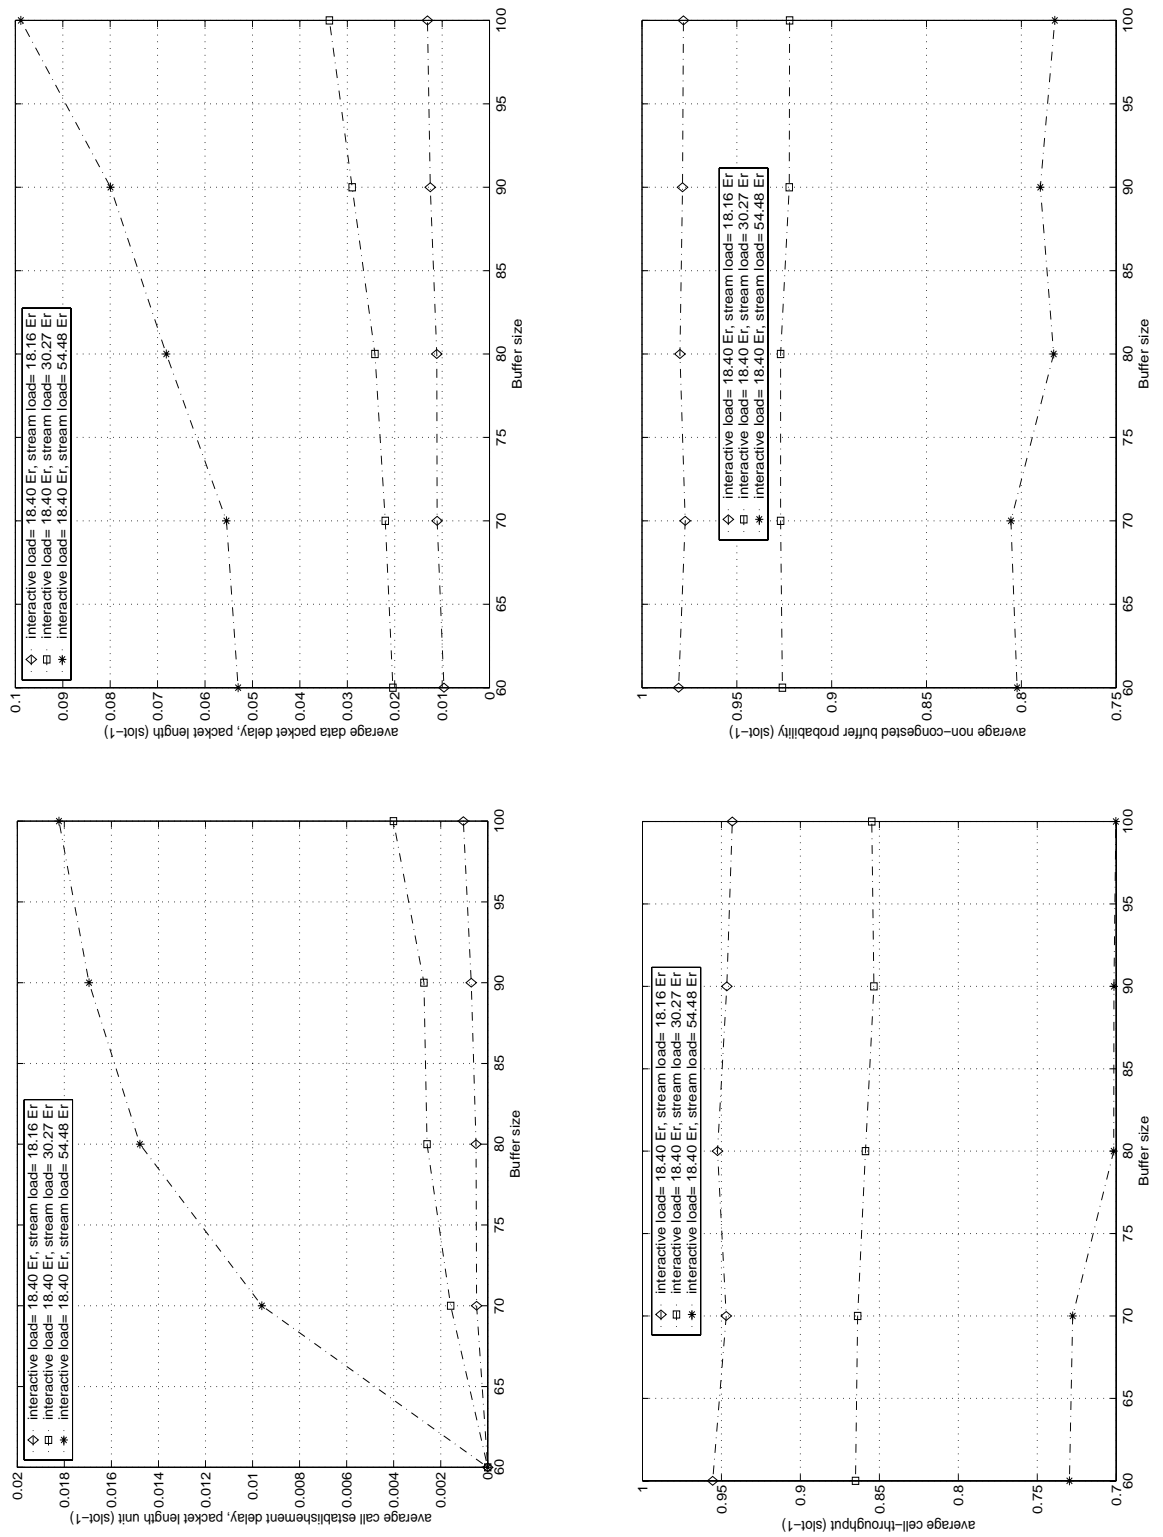 average call establishement delay, packet length unit (slot−1)
0.02
0.018
0.016
0.014
0.012
0.01
0.008
0.006
0.004
0.002
0
interactive load= 18.40 Er, stream load= 18.16 Er
interactive load= 18.40 Er, stream load= 30.27 Er
interactive load= 18.40 Er, stream load= 54.48 Er
60 65 70 75 80 85 90 95 100
Buffer size
average data packet delay, packet length (slot−1)
0.1
0.09
0.08
0.07
0.06
0.05
0.04
0.03
0.02
0.01
0
interactive load= 18.40 Er, stream load= 18.16 Er
interactive load= 18.40 Er, stream load= 30.27 Er
interactive load= 18.40 Er, stream load= 54.48 Er
60 65 70 75 80 85 90 95 100
Buffer size
average cell−throughput (slot−1)
0.95
0.9
0.85
0.8
0.75
0.7
interactive load= 18.40 Er, stream load= 18.16 Er
interactive load= 18.40 Er, stream load= 30.27 Er
interactive load= 18.40 Er, stream load= 54.48 Er
60 65 70 75 80 85 90 95 100
Buffer size
average non−congested buffer probability (slot−1)
1
0.95
0.9
0.85
0.8
0.75
interactive load= 18.40 Er, stream load= 18.16 Er
interactive load= 18.40 Er, stream load= 30.27 Er
interactive load= 18.40 Er, stream load= 54.48 Er
60 65 70 75 80 85 90 95 100
Buffer size